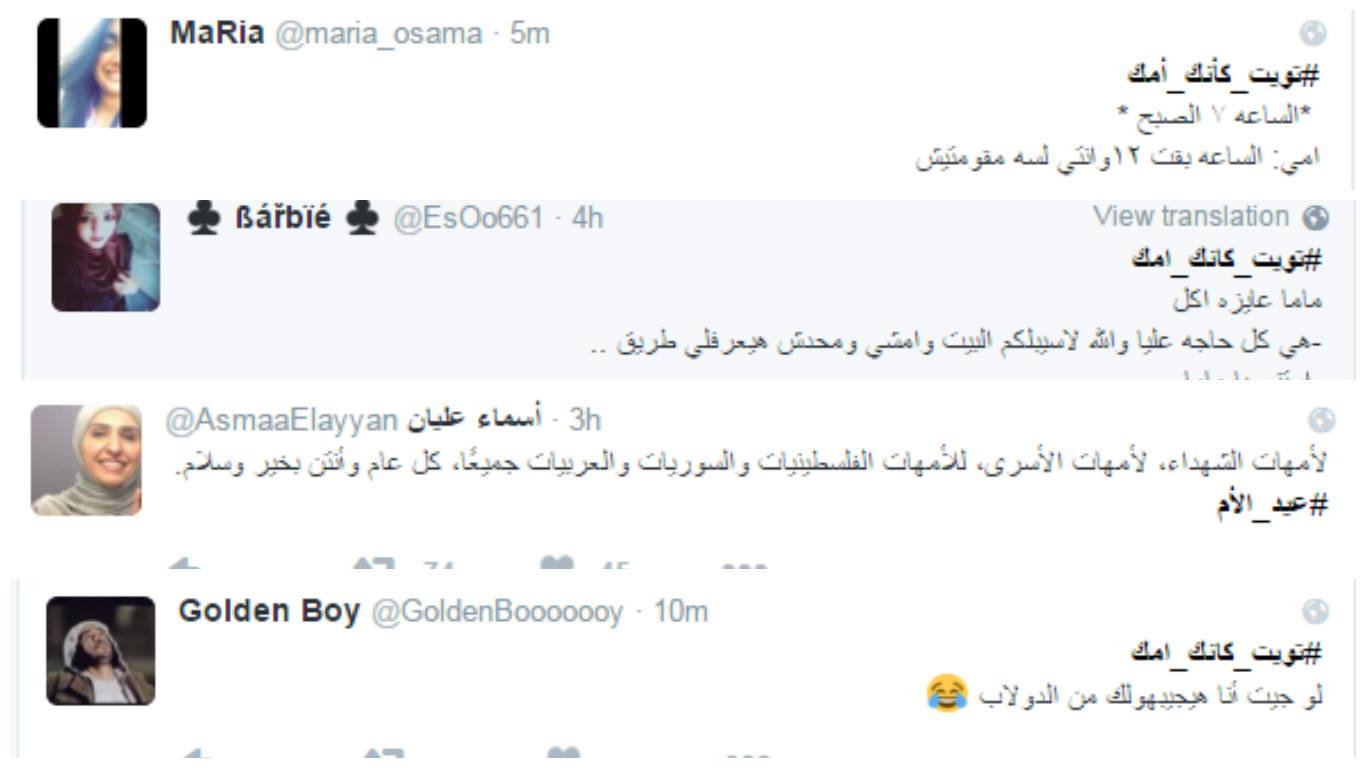 MaRia @maria_osama · 5m
#تويت_كأنك_أمك
*الساعه ٧ الصبح *
امي: الساعه بقت ١٢وانتي لسه مقومتيش
♣ ßářbïé ♣ @EsOo661 · 4h
View translation
#تويت_كانك_امك
ماما عايزه اكل
-هي كل حاجه عليا والله لاسيبلكم البيت وامشي ومحدش هيعرفلي طريق ..
@AsmaaElayyan أسماء عليان · 3h
لأمهات الشهداء، لأمهات الأسرى، للأمهات الفلسطينيات والسوريات والعربيات جميعًا، كل عام وأنتن بخير وسلام.
#عيد_الأم
Golden Boy @GoldenBooooooy · 10m
#تويت_كانك_امك
لو جيت أنا هيجيبهولك من الدولاب 😂